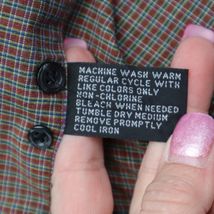 MACHINE WASH WARM
REGULAR CYCLE WITH
LIKE COLORS ONLY
NON-CHLORINE
BLEACH WHEN NEEDED
TUMBLE DRY MEDIUM
REMOVE PROMPTLY
COOL IRON